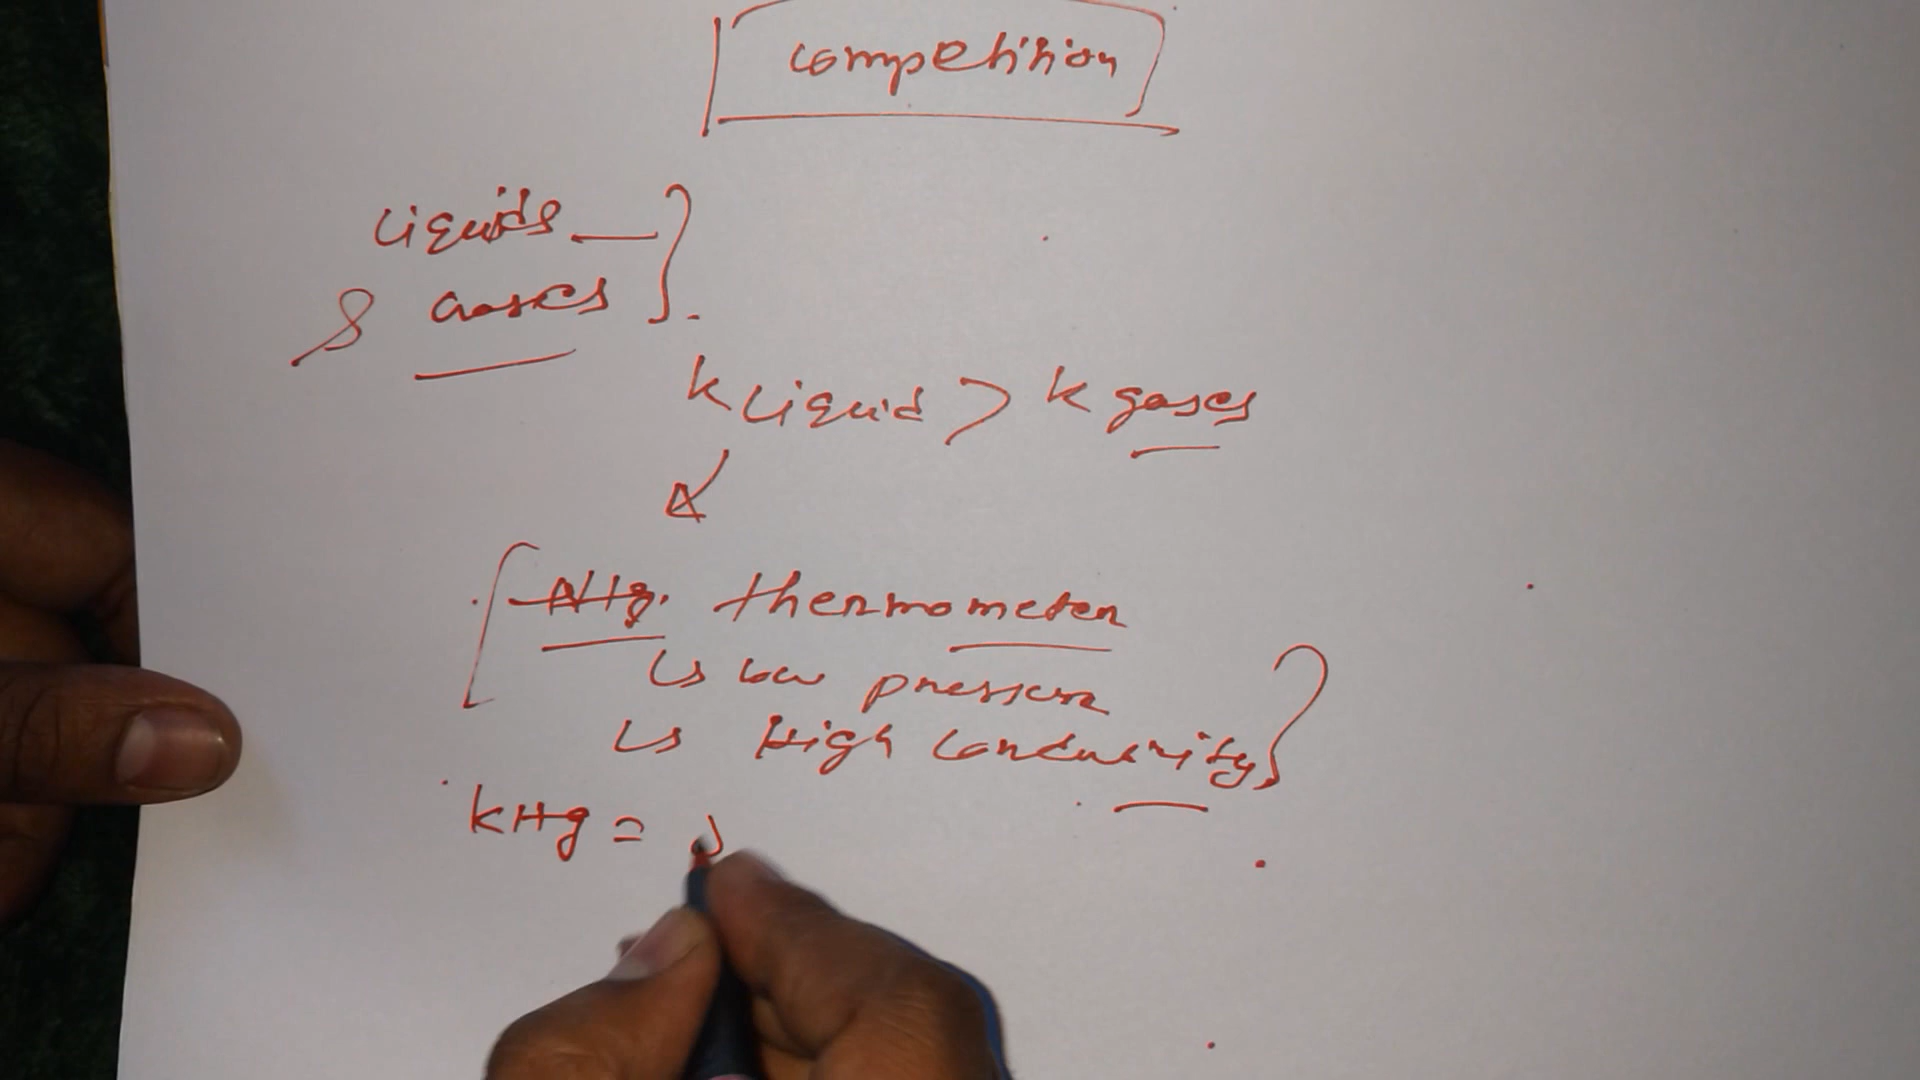 competition
Liquids
& Gases
k Liquid > k gases
Hg. thermometer
↳ low pressure
↳ High conductivity
kHg =